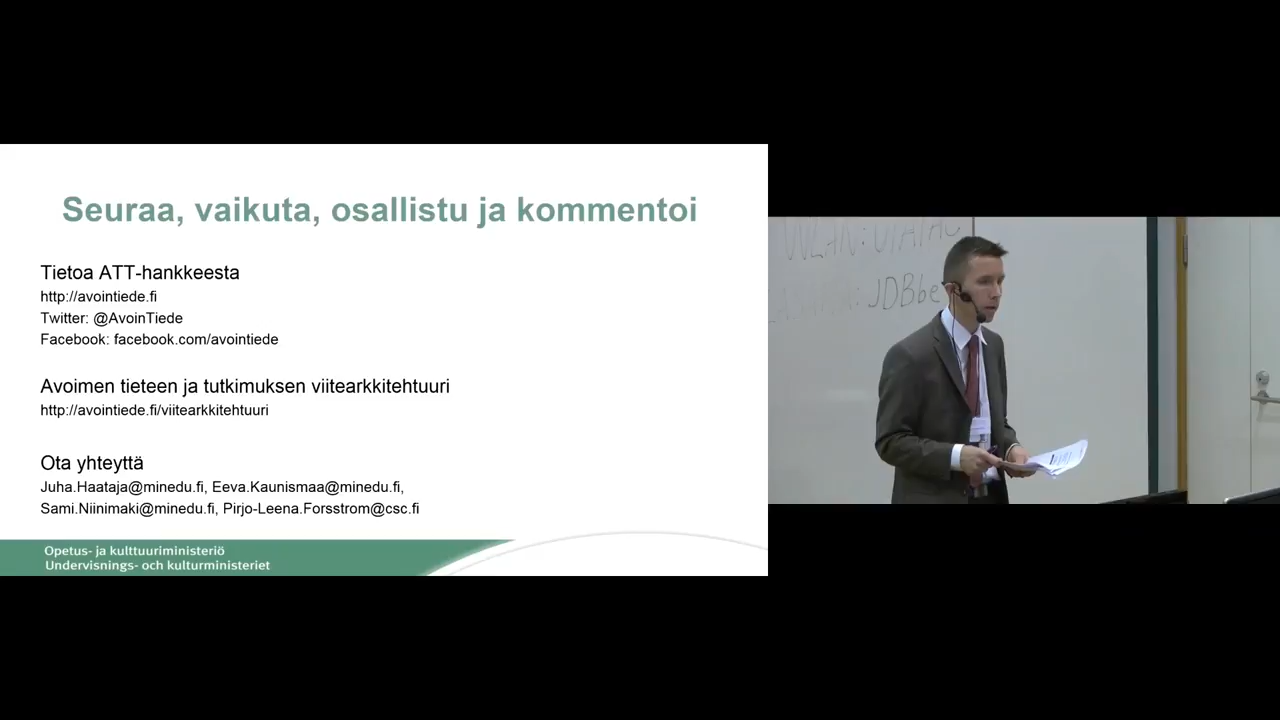 Seuraa, vaikuta, osallistu ja kommentoi
Tietoa ATT-hankkeesta
http://avointiede.fi
Twitter: @AvoinTiede
Facebook: facebook.com/avointiede
Avoimen tieteen ja tutkimuksen viitearkkitehtuuri
http://avointiede.fi/viitearkkitehtuuri
Ota yhteyttä
Juha.Haataja@minedu.fi, Eeva.Kaunismaa@minedu.fi,
Sami.Niinimaki@minedu.fi, Pirjo-Leena.Forsstrom@csc.fi
Opetus- ja kulttuuriministeriö
Undervisnings- och kulturministeriet
WLAN:
JDBbe